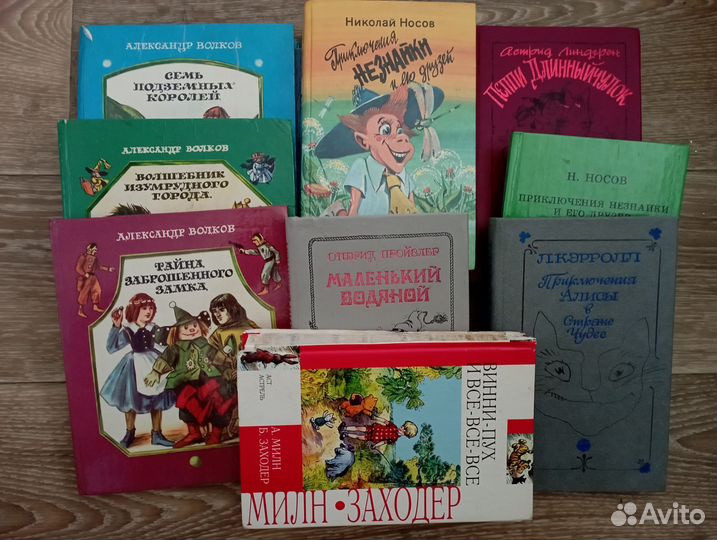 АЛЕКСАНДР ВОЛКОВ
СЕМЬ
ПОДЗЕМНЫХ
КОРОЛЕЙ
Николай Носов
Приключения
НЕЗНАЙКИ
и его друзей
Астрид Линдгрен
Пеппи Длинныйчулок
АЛЕКСАНДР ВОЛКОВ
ВОЛШЕБНИК
ИЗУМРУДНОГО
ГОРОДА
Н. НОСОВ
ПРИКЛЮЧЕНИЯ НЕЗНАЙКИ
И ЕГО ДРУЗЕЙ
АЛЕКСАНДР ВОЛКОВ
ТАЙНА
ЗАБРОШЕННОГО
ЗАМКА
ОТФРИД ПРОЙСЛЕР
МАЛЕНЬКИЙ
ВОДЯНОЙ
Л. КЭРРОЛЛ
Приключения
Алисы
в
Стране
Чудес
ВИННИ-ПУХ
И ВСЕ-ВСЕ-ВСЕ
АСТ
АСТРЕЛЬ
А. МИЛН
Б. ЗАХОДЕР
МИЛН • ЗАХОДЕР
Avito